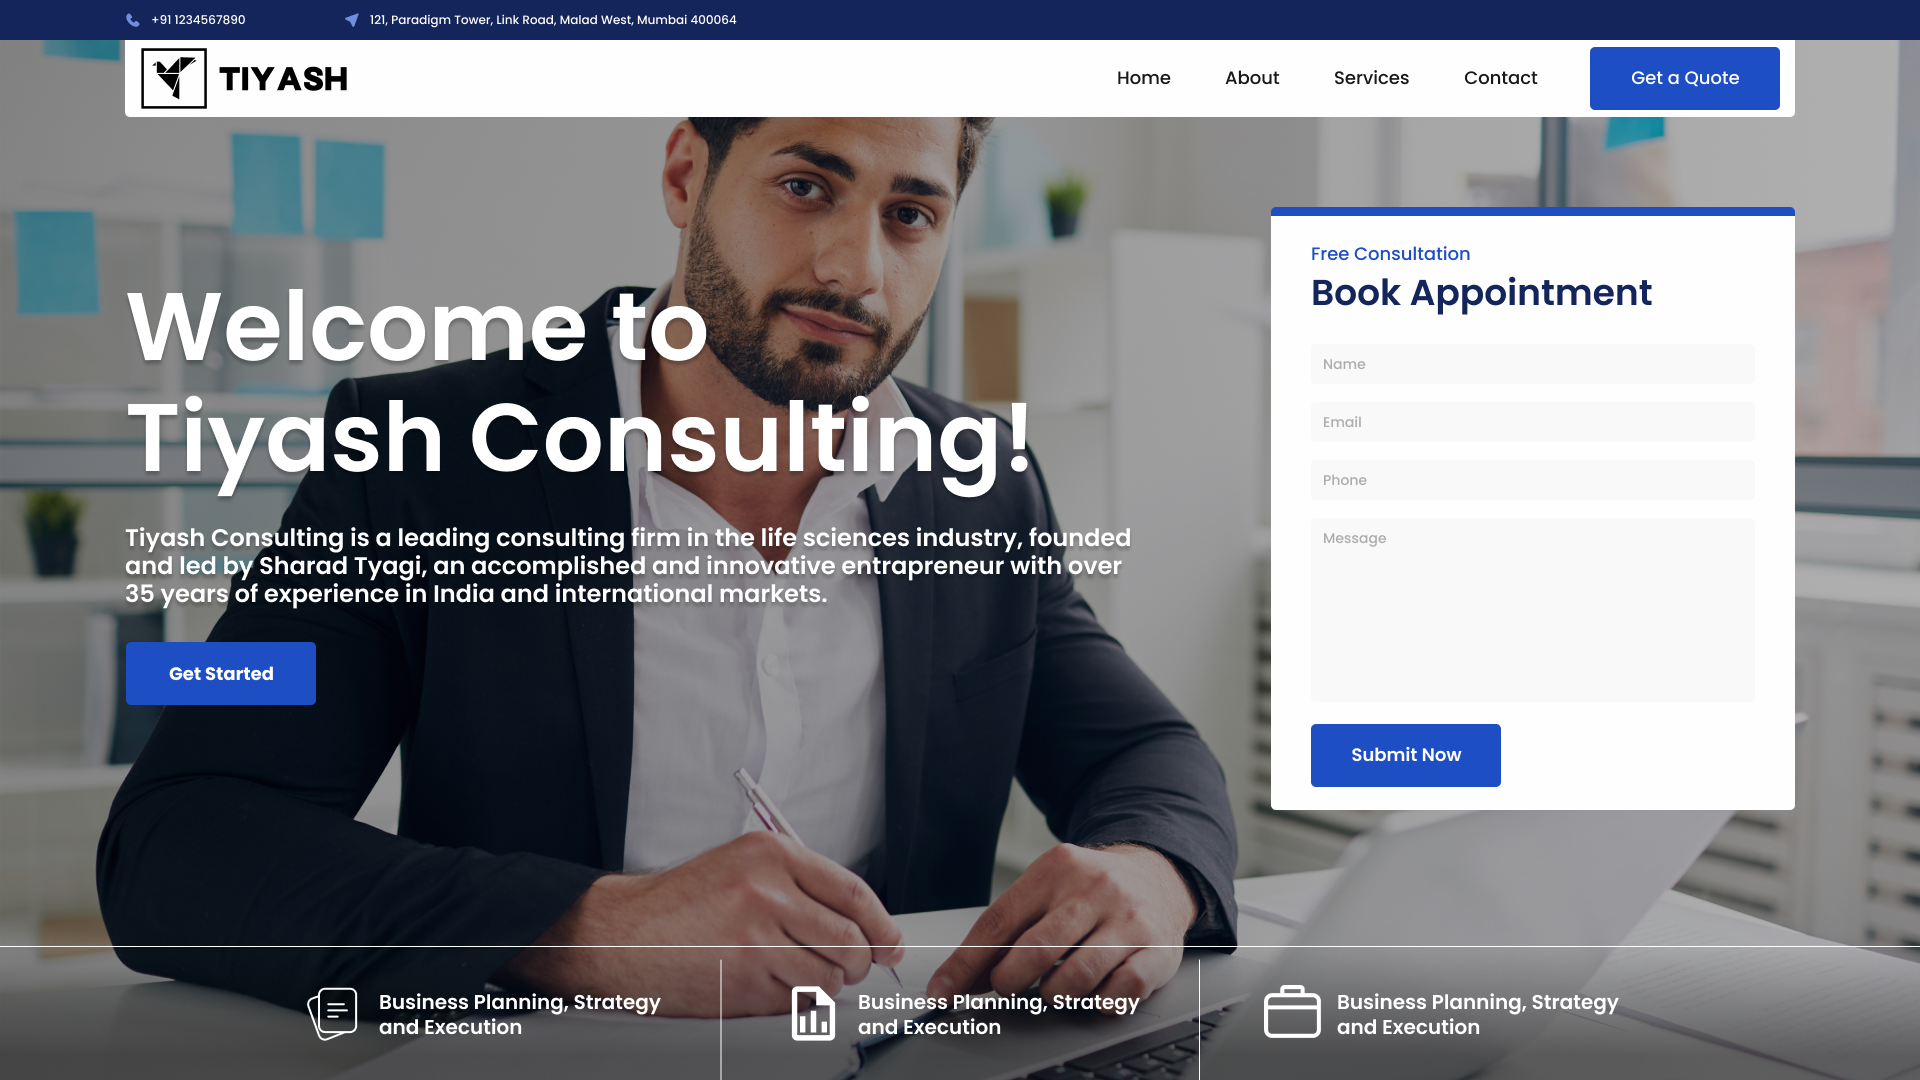 +91 1234567890
121, Paradigm Tower, Link Road, Malad West, Mumbai 400064
TIYASH
Home
About
Services
Contact
Get a Quote
Welcome to
Tiyash Consulting!
Tiyash Consulting is a leading consulting firm in the life sciences industry, founded
and led by Sharad Tyagi, an accomplished and innovative entrapreneur with over
35 years of experience in India and international markets.
Get Started
Free Consultation
Book Appointment
Name
Email
Phone
Message
Submit Now
Business Planning, Strategy
and Execution
Business Planning, Strategy
and Execution
Business Planning, Strategy
and Execution